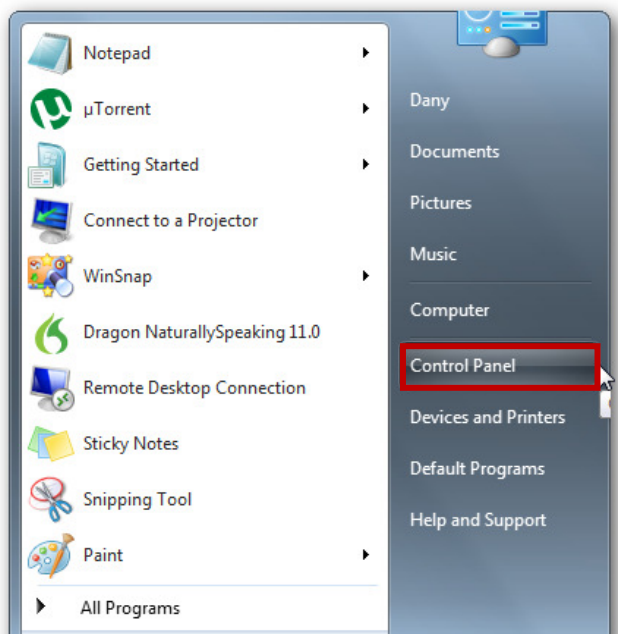 Notepad
µTorrent
Getting Started
Connect to a Projector
WinSnap
Dragon NaturallySpeaking 11.0
Remote Desktop Connection
Sticky Notes
Snipping Tool
Paint
All Programs
Dany
Documents
Pictures
Music
Computer
Control Panel
Devices and Printers
Default Programs
Help and Support